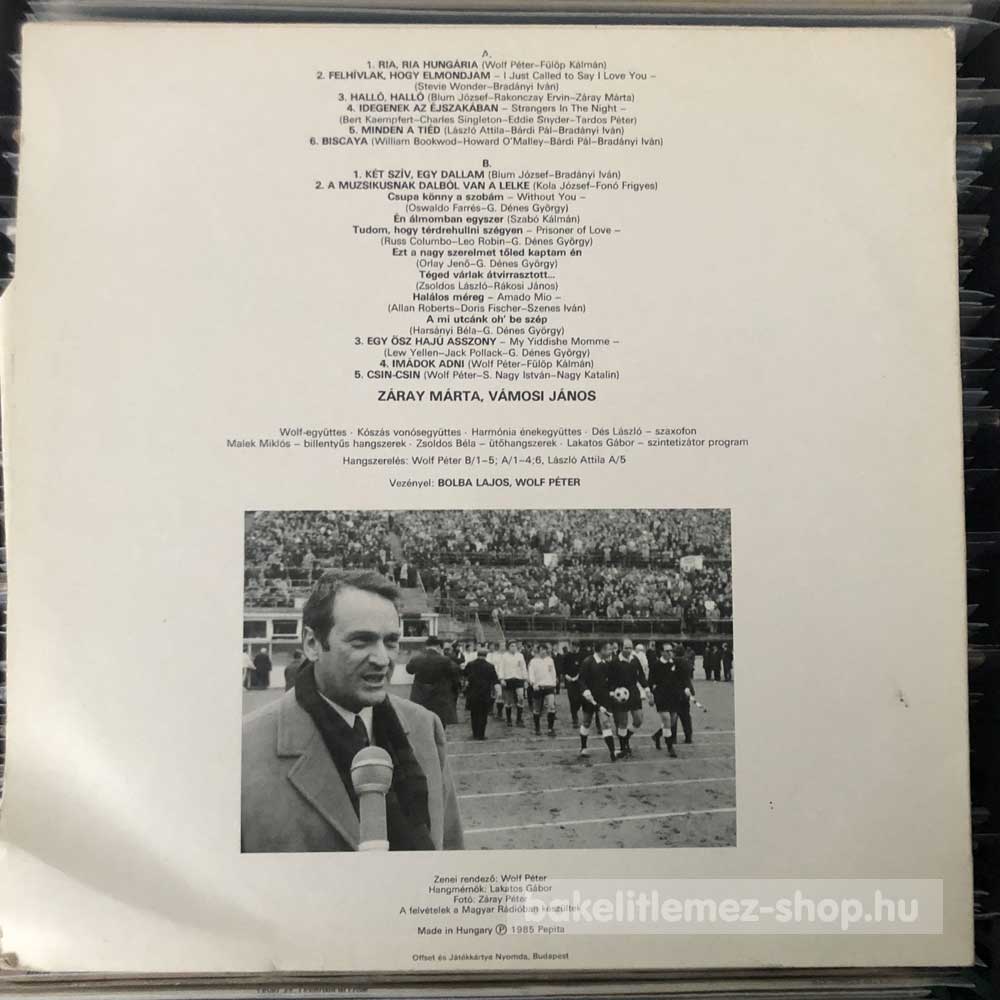 A.
1. RIA, RIA HUNGÁRIA (Wolf Péter–Fülöp Kálmán)
2. FELHÍVLAK, HOGY ELMONDJAM – I Just Called to Say I Love You –
(Stevie Wonder–Bradányi Iván)
3. HALLÓ, HALLÓ (Blum József–Rakonczay Ervin–Záray Márta)
4. IDEGENEK AZ ÉJSZAKÁBAN – Strangers In The Night –
(Bert Kaempfert–Charles Singleton–Eddie Snyder–Tardos Péter)
5. MINDEN A TIÉD (László Attila–Bárdi Pál–Bradányi Iván)
6. BISCAYA (William Bookwod–Howard O'Malley–Bárdi Pál–Bradányi Iván)
B.
1. KÉT SZÍV, EGY DALLAM (Blum József–Bradányi Iván)
2. A MUZSIKUSNAK DALBÓL VAN A LELKE (Kola József–Fonó Frigyes)
Csupa könny a szobám – Without You –
(Oswaldo Farrés–G. Dénes György)
Én álmomban egyszer (Szabó Kálmán)
Tudom, hogy térdrehullni szégyen – Prisoner of Love –
(Russ Columbo–Leo Robin–G. Dénes György)
Ezt a nagy szerelmet tőled kaptam én
(Orlay Jenő–G. Dénes György)
Téged várlak átvirrasztott...
(Zsoldos László–Rákosi János)
Halálos méreg – Amado Mio –
(Allan Roberts–Doris Fischer–Szenes Iván)
A mi utcánk oh' be szép
(Harsányi Béla–G. Dénes György)
3. EGY ŐSZ HAJÚ ASSZONY – My Yiddishe Momme –
(Lew Yellen–Jack Pollack–G. Dénes György)
4. IMÁDOK ADNI (Wolf Péter–Fülöp Kálmán)
5. CSIN-CSIN (Wolf Péter–S. Nagy István–Nagy Katalin)
ZÁRAY MÁRTA, VÁMOSI JÁNOS
Wolf-együttes · Kószás vonósegyüttes · Harmónia énekegyüttes · Dés László – szaxofon
Malek Miklós – billentyűs hangszerek · Zsoldos Béla – ütőhangszerek · Lakatos Gábor – szintetizátor program
Hangszerelés: Wolf Péter B/1–5; A/1–4;6, László Attila A/5
Vezényel: BOLBA LAJOS, WOLF PÉTER
Zenei rendező: Wolf Péter
Hangmérnök: Lakatos Gábor
Fotó: Záray Péter
A felvételek a Magyar Rádióban készültek
bakelitlemez-shop.hu
Made in Hungary Ⓟ 1985 Pepita
Offset és Játékkártya Nyomda, Budapest